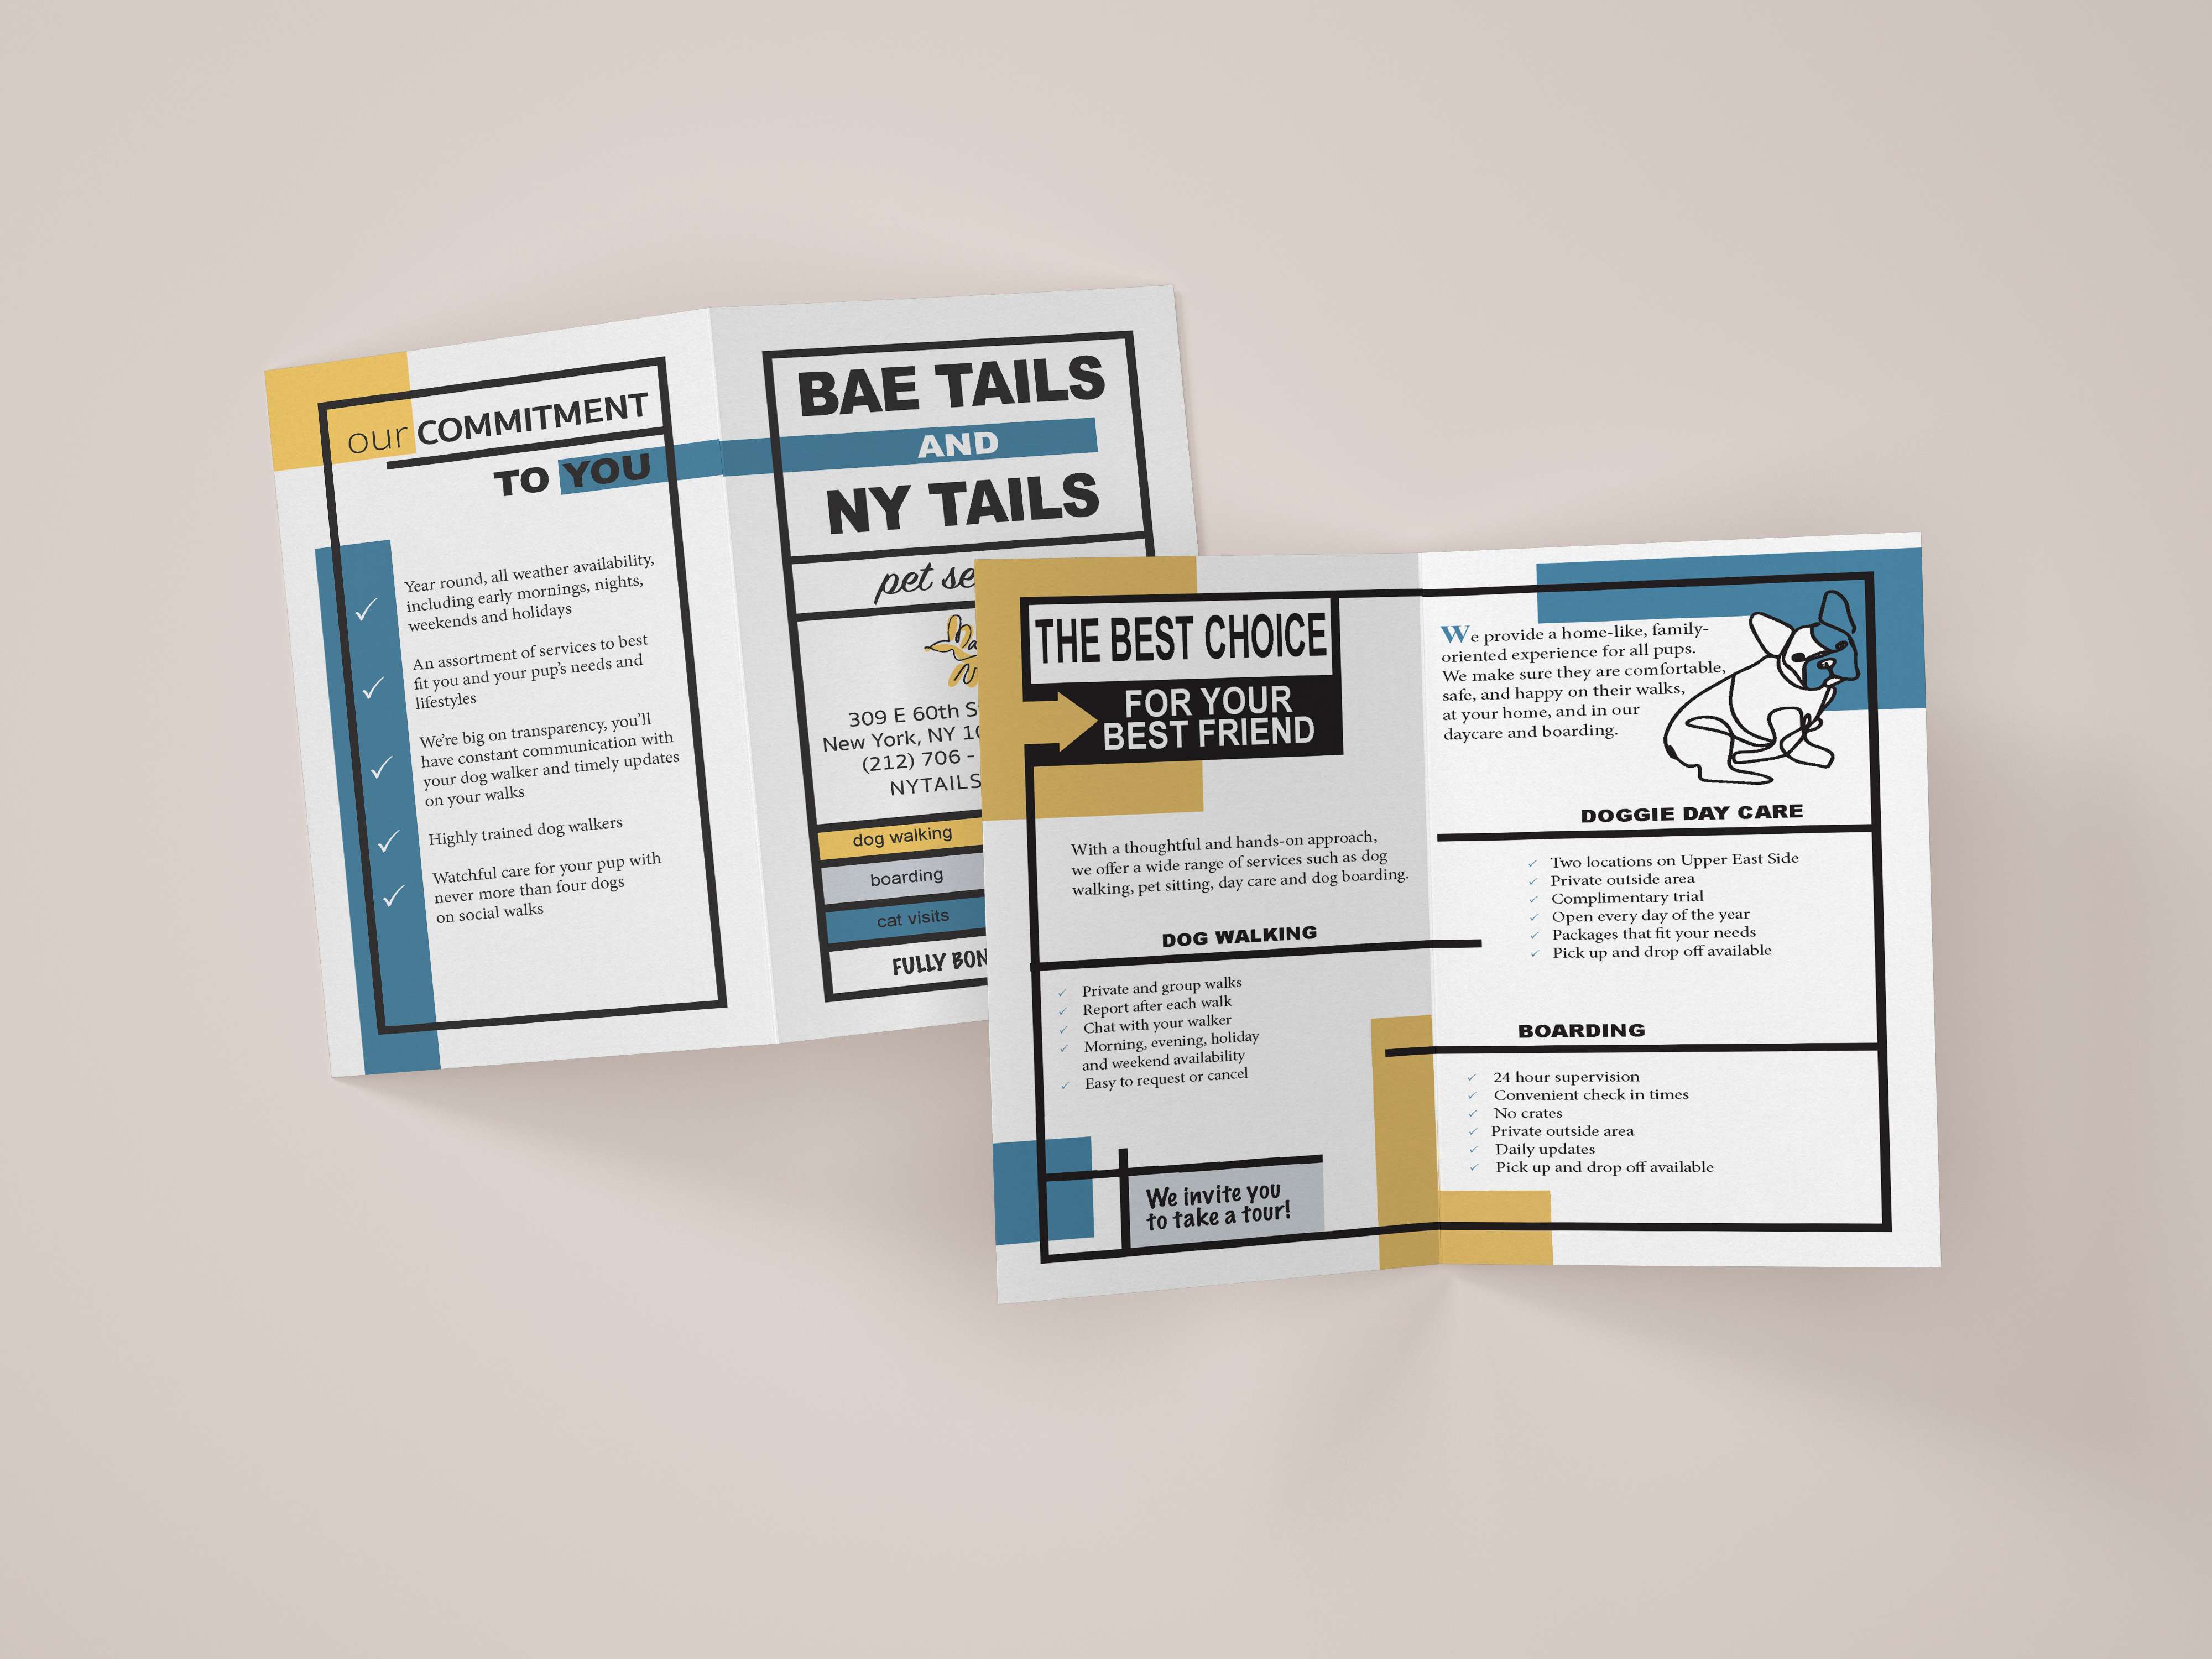 our COMMITMENT
TO YOU
Year round, all weather availability,
including early mornings, nights,
weekends and holidays
An assortment of services to best
fit you and your pup's needs and
lifestyles
We're big on transparency, you'll
have constant communication with
your dog walker and timely updates
on your walks
Highly trained dog walkers
Watchful care for your pup with
never more than four dogs
on social walks
BAE TAILS
AND
NY TAILS
pet
309 E 60th
New York, NY
(212) 706 -
NYTAILS
dog walking
boarding
cat visits
FULLY
THE BEST CHOICE
FOR YOUR
BEST FRIEND
With a thoughtful and hands-on approach,
we offer a wide range of services such as dog
walking, pet sitting, day care and dog boarding.
DOG WALKING
Private and group walks
Report after each walk
Chat with your walker
Morning, evening, holiday
and weekend availability
Easy to request or cancel
We invite you
to take a tour!
We provide a home-like, family-
oriented experience for all pups.
We make sure they are comfortable,
safe, and happy on their walks,
at your home, and in our
daycare and boarding.
DOGGIE DAY CARE
Two locations on Upper East Side
Private outside area
Complimentary trial
Open every day of the year
Packages that fit your needs
Pick up and drop off available
BOARDING
24 hour supervision
Convenient check in times
No crates
Private outside area
Daily updates
Pick up and drop off available